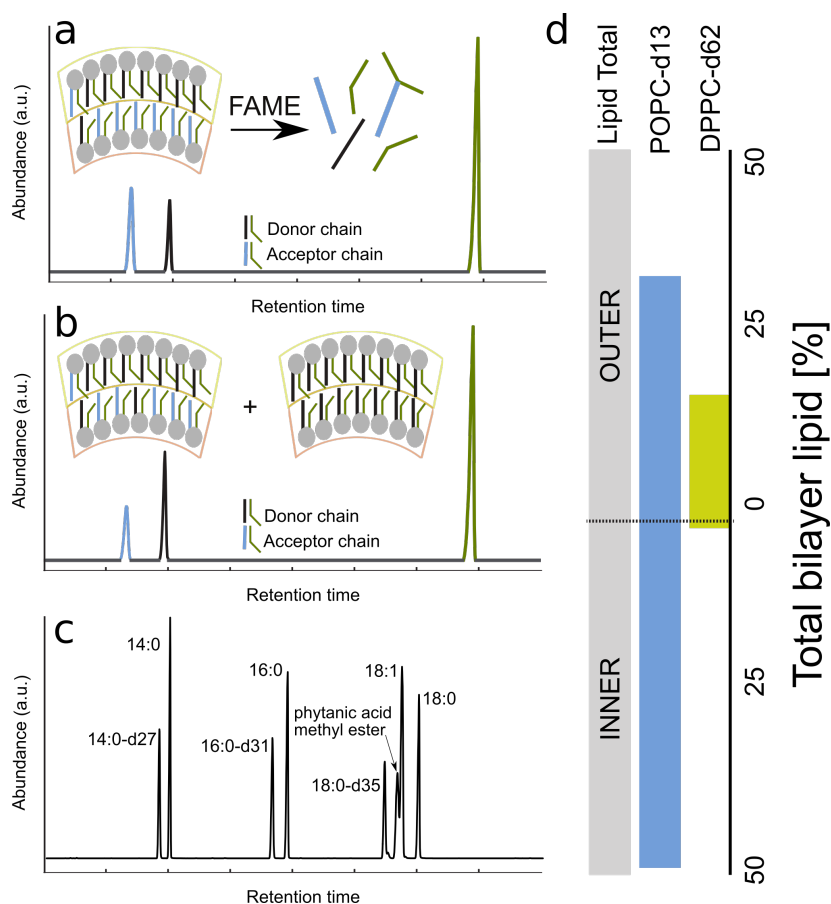 a
Abundance (a.u.)
FAME
Donor chain
Acceptor chain
Retention time
b
Abundance (a.u.)
+
Donor chain
Acceptor chain
Retention time
c
Abundance (a.u.)
14:0
14:0-d27
16:0
16:0-d31
phytanic acid
methyl ester
18:1
18:0
18:0-d35
Retention time
d
Lipid Total
POPC-d13
DPPC-d62
OUTER
INNER
50
25
0
25
50
Total bilayer lipid [%]